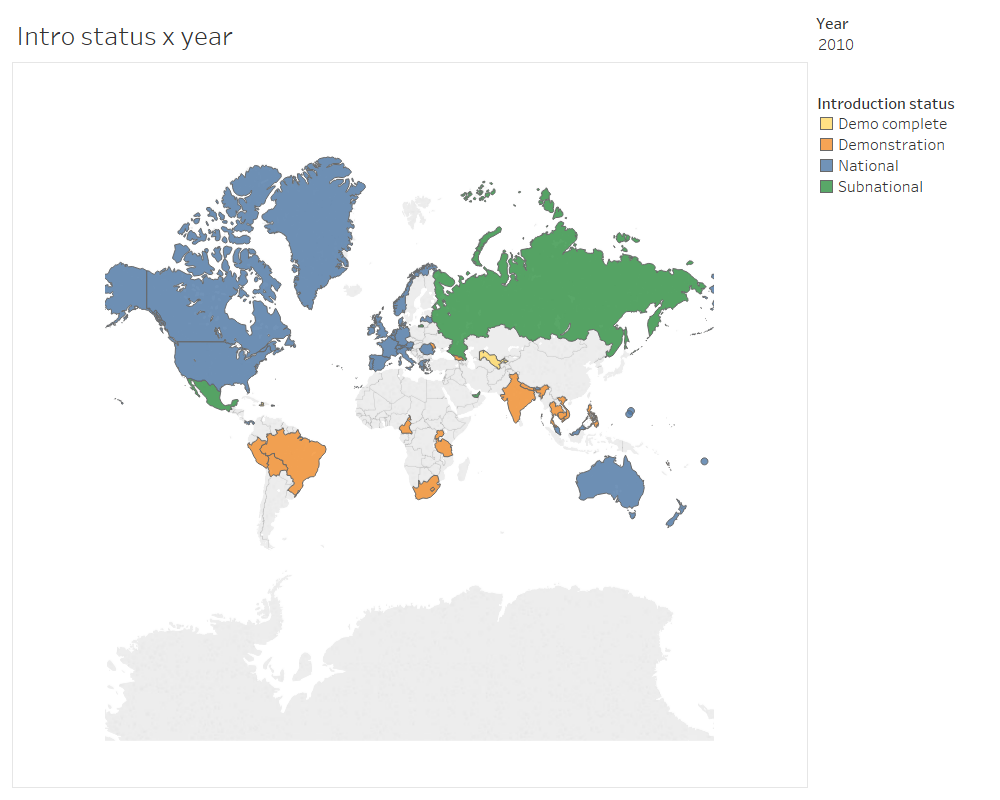 Intro status x year
Year
2010
Introduction status
Demo complete
Demonstration
National
Subnational